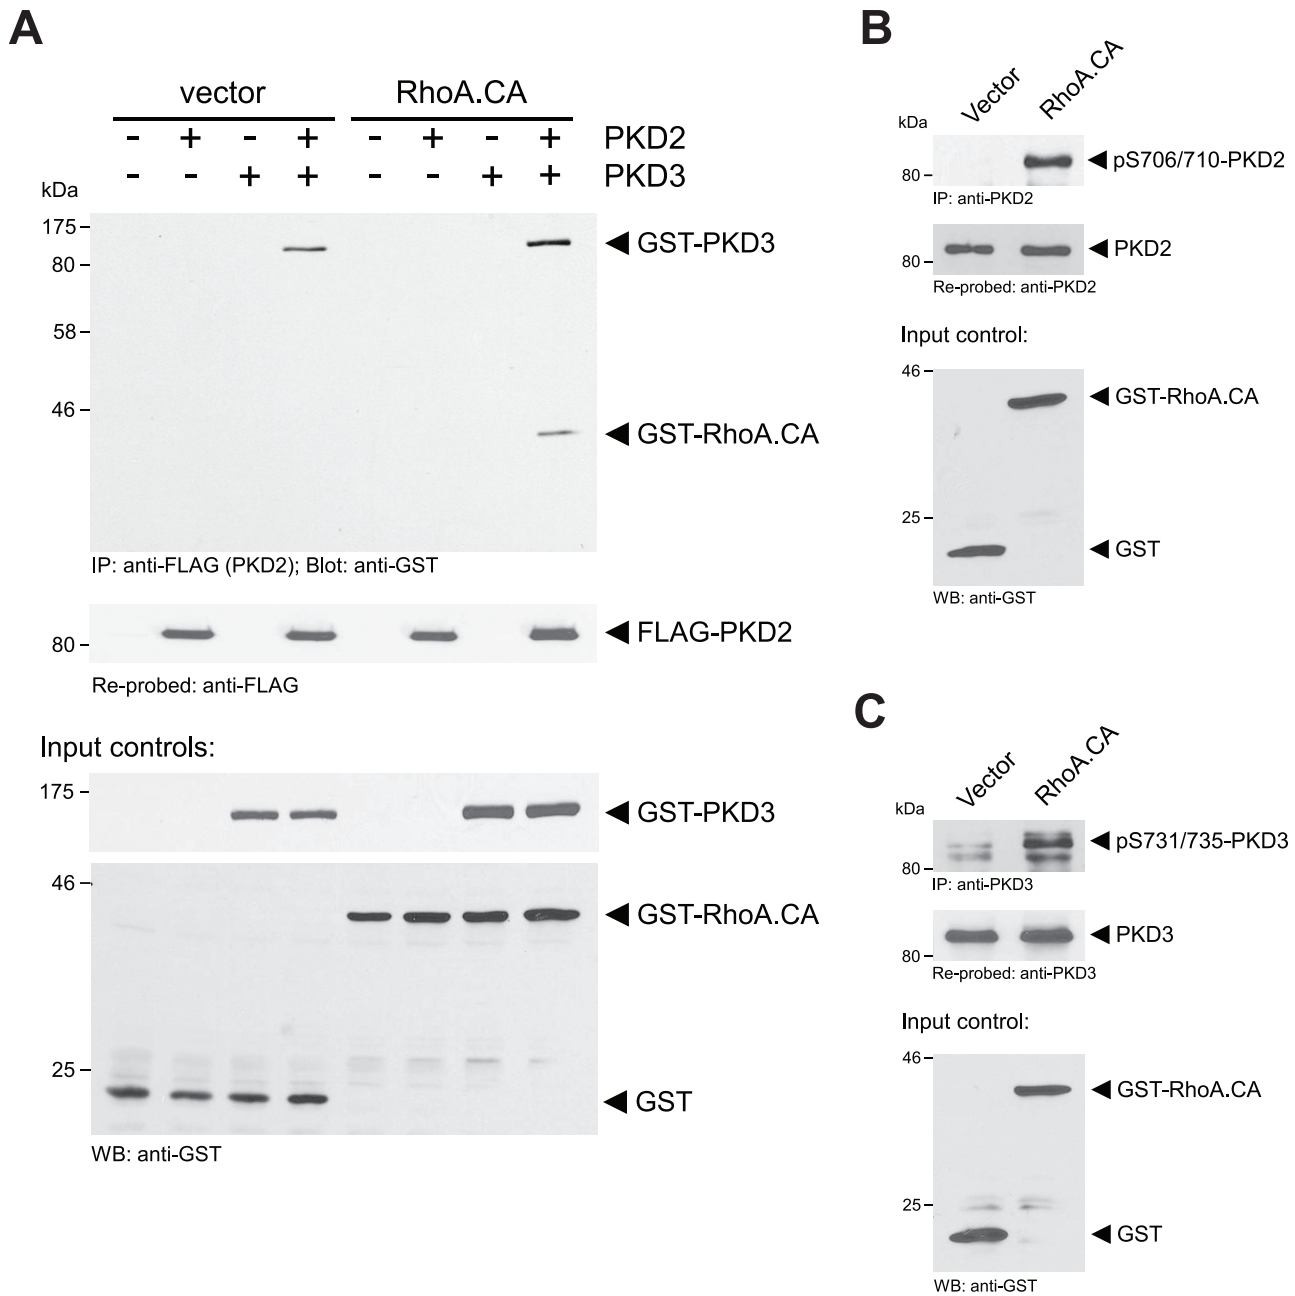 A
vector RhoA.CA
- + - + - + - + PKD2
- - + + - - + + PKD3
kDa
175
80
58
46
GST-PKD3
GST-RhoA.CA
IP: anti-FLAG (PKD2); Blot: anti-GST
80
FLAG-PKD2
Re-probed: anti-FLAG
Input controls:
175
GST-PKD3
46
GST-RhoA.CA
25
GST
WB: anti-GST
B
Vector RhoA.CA
kDa
80
pS706/710-PKD2
IP: anti-PKD2
80
PKD2
Re-probed: anti-PKD2
Input control:
46
GST-RhoA.CA
25
GST
WB: anti-GST
C
Vector RhoA.CA
kDa
pS731/735-PKD3
80
IP: anti-PKD3
PKD3
80
Re-probed: anti-PKD3
Input control:
46
GST-RhoA.CA
25
GST
WB: anti-GST